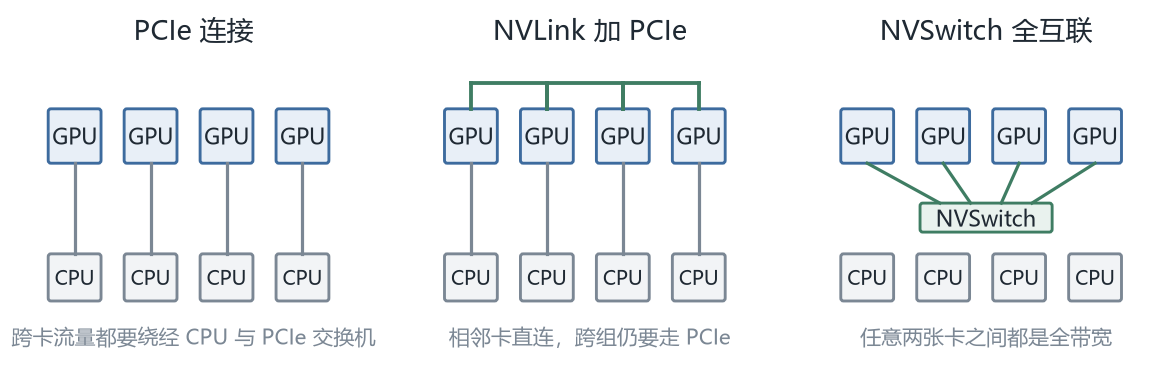 PCIe 连接
NVLink 加 PCIe
NVSwitch 全互联
GPU GPU GPU GPU
GPU GPU GPU GPU
GPU GPU GPU GPU
NVSwitch
CPU CPU CPU CPU
CPU CPU CPU CPU
CPU CPU CPU CPU
跨卡流量都要绕经 CPU 与 PCIe 交换机
相邻卡直连，跨组仍要走 PCIe
任意两张卡之间都是全带宽